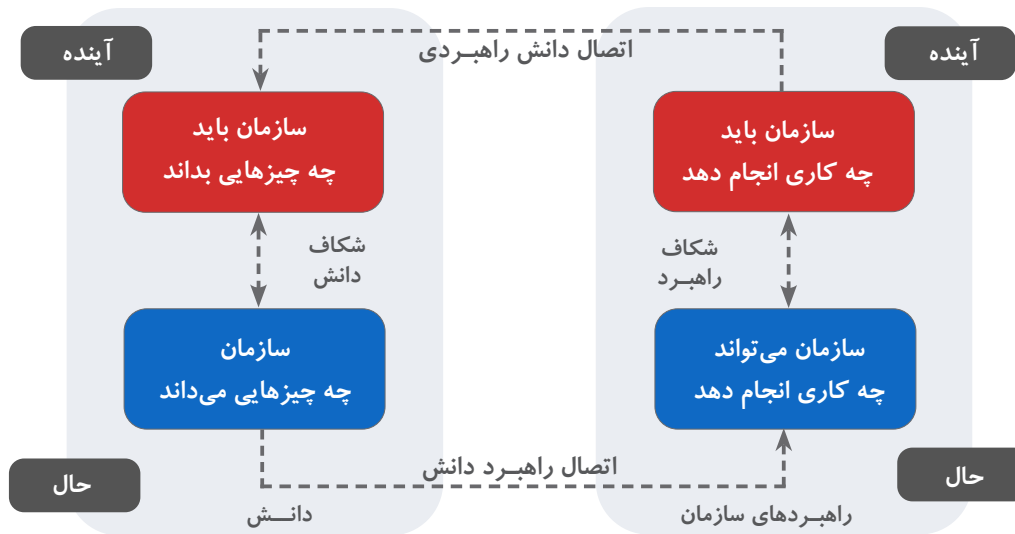 آینده
اتصال دانش راهبـردی
آینده
سازمان باید
چه کاری انجام دهد
سازمان باید
چه چیزهایی بداند
شکاف
راهبـرد
شکاف
دانش
سازمان می‌تواند
چه کاری انجام دهد
سازمان
چه چیزهایی می‌داند
حال
اتصال راهبـرد دانش
حال
راهبـردهای سازمان
دانــش